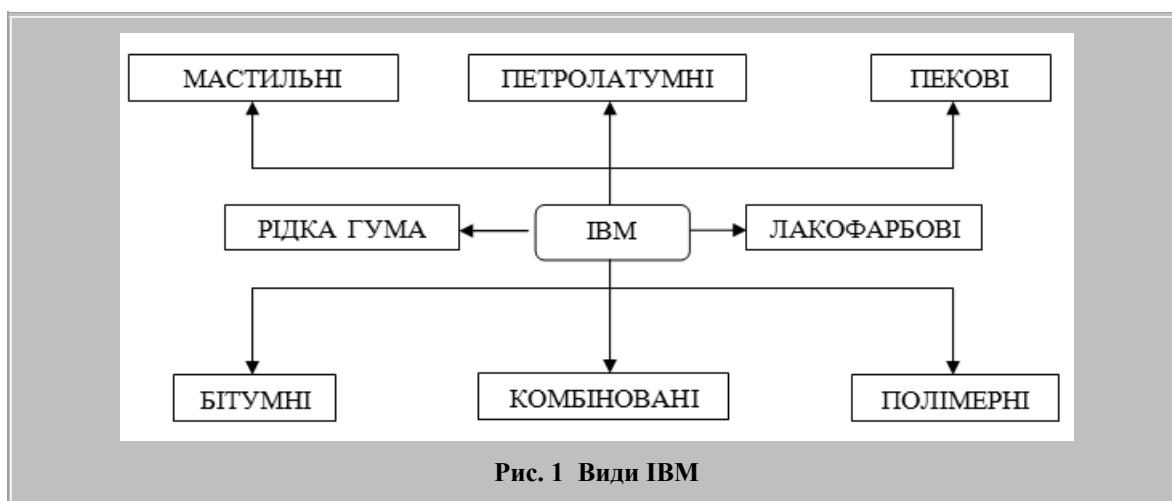 МАСТИЛЬНІ
ПЕТРОЛАТУМНІ
ПЕКОВІ
РІДКА ГУМА
ІВМ
ЛАКОФАРБОВІ
БІТУМНІ
КОМБІНОВАНІ
ПОЛІМЕРНІ
Рис. 1 Види ІВМ